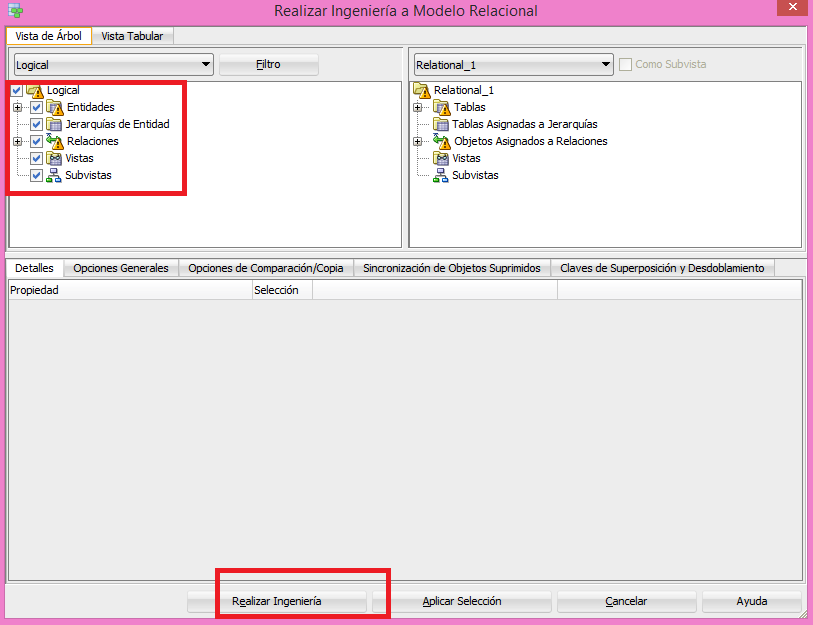 Realizar Ingeniería a Modelo Relacional
Vista de Árbol Vista Tabular
Logical Filtro
Relational_1 Como Subvista
Logical
Entidades
Jerarquías de Entidad
Relaciones
Vistas
Subvistas
Relational_1
Tablas
Tablas Asignadas a Jerarquías
Objetos Asignados a Relaciones
Vistas
Subvistas
Detalles Opciones Generales Opciones de Comparación/Copia Sincronización de Objetos Suprimidos Claves de Superposición y Desdoblamiento
Propiedad Selección
Realizar Ingeniería Aplicar Selección Cancelar Ayuda